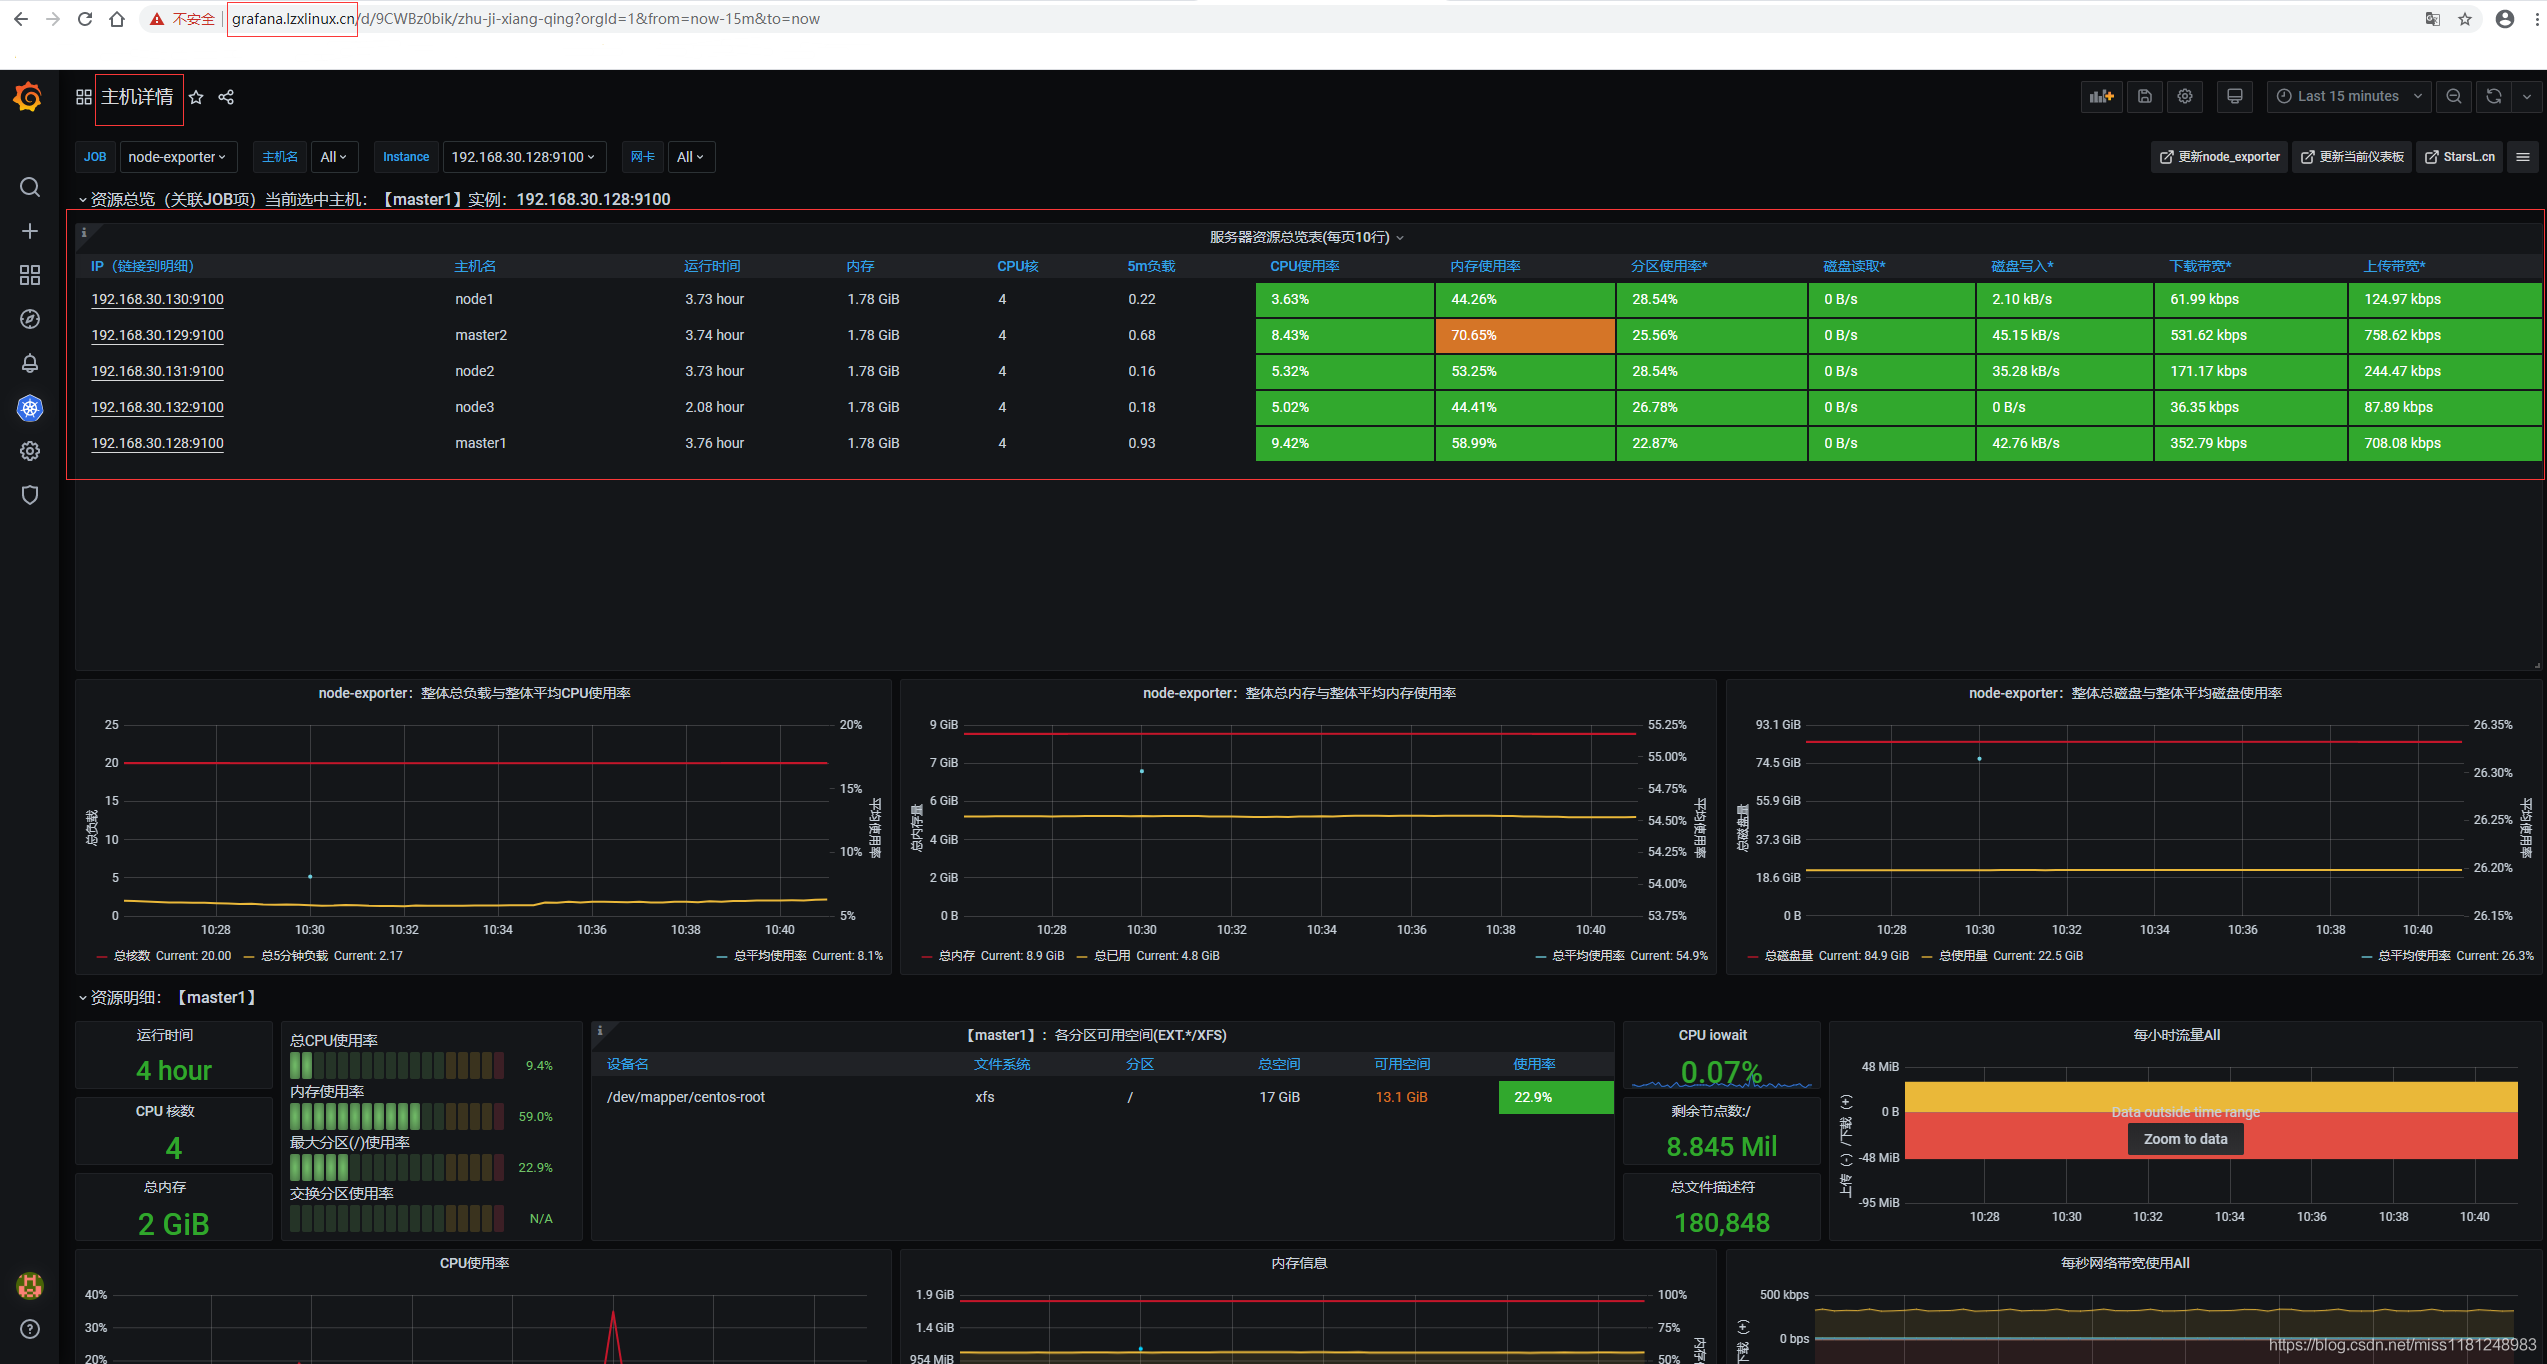 不安全 grafana.lzxlinux.cn/d/9CWBz0bik/zhu-ji-xiang-qing?orgId=1&from=now-15m&to=now
主机详情
Last 15 minutes
JOB node-exporter 主机名 All Instance 192.168.30.128:9100 网卡 All 更新node_exporter 更新当前仪表板 StarsL.cn
资源总览（关联JOB项）当前选中主机：【master1】实例：192.168.30.128:9100
服务器资源总览表(每页10行)
IP（链接到明细） 主机名 运行时间 内存 CPU核 5m负载 CPU使用率 内存使用率 分区使用率* 磁盘读取* 磁盘写入* 下载带宽* 上传带宽*
192.168.30.130:9100 node1 3.73 hour 1.78 GiB 4 0.22 3.63% 44.26% 28.54% 0 B/s 2.10 kB/s 61.99 kbps 124.97 kbps
192.168.30.129:9100 master2 3.74 hour 1.78 GiB 4 0.68 8.43% 70.65% 25.56% 0 B/s 45.15 kB/s 531.62 kbps 758.62 kbps
192.168.30.131:9100 node2 3.73 hour 1.78 GiB 4 0.16 5.32% 53.25% 28.54% 0 B/s 35.28 kB/s 171.17 kbps 244.47 kbps
192.168.30.132:9100 node3 2.08 hour 1.78 GiB 4 0.18 5.02% 44.41% 26.78% 0 B/s 0 B/s 36.35 kbps 87.89 kbps
192.168.30.128:9100 master1 3.76 hour 1.78 GiB 4 0.93 9.42% 58.99% 22.87% 0 B/s 42.76 kB/s 352.79 kbps 708.08 kbps
node-exporter：整体总负载与整体平均CPU使用率
25 20%
20
15 15%
10 10%
5
0 5%
总负载
平均使用率
10:28 10:30 10:32 10:34 10:36 10:38 10:40
总核数 Current: 20.00 总5分钟负载 Current: 2.17 总平均使用率 Current: 8.1%
node-exporter：整体总内存与整体平均内存使用率
9 GiB 55.25%
55.00%
7 GiB
54.75%
6 GiB
54.50%
4 GiB
54.25%
2 GiB
54.00%
0 B 53.75%
总内存量
平均使用率
10:28 10:30 10:32 10:34 10:36 10:38 10:40
总内存 Current: 8.9 GiB 总已用 Current: 4.8 GiB 总平均使用率 Current: 54.9%
node-exporter：整体总磁盘与整体平均磁盘使用率
93.1 GiB 26.35%
74.5 GiB 26.30%
55.9 GiB
26.25%
37.3 GiB
18.6 GiB 26.20%
0 B 26.15%
总磁盘量
平均使用率
10:28 10:30 10:32 10:34 10:36 10:38 10:40
总磁盘量 Current: 84.9 GiB 总使用量 Current: 22.5 GiB 总平均使用率 Current: 26.3%
资源明细：【master1】
运行时间
4 hour
CPU 核数
4
总内存
2 GiB
总CPU使用率
9.4%
内存使用率
59.0%
最大分区(/)使用率
22.9%
交换分区使用率
N/A
【master1】：各分区可用空间(EXT.*/XFS)
设备名 文件系统 分区 总空间 可用空间 使用率
/dev/mapper/centos-root xfs / 17 GiB 13.1 GiB 22.9%
CPU iowait
0.07%
剩余节点数:/
8.845 Mil
总文件描述符
180,848
每小时流量All
48 MiB
0 B
-48 MiB
-95 MiB
上传（-）/下载（+）
Data outside time range
Zoom to data
10:28 10:30 10:32 10:34 10:36 10:38 10:40
CPU使用率
40%
30%
20%
内存信息
1.9 GiB 100%
1.4 GiB 75%
954 MiB 50%
每秒网络带宽使用All
500 kbps
0 bps
https://blog.csdn.net/miss1181248983